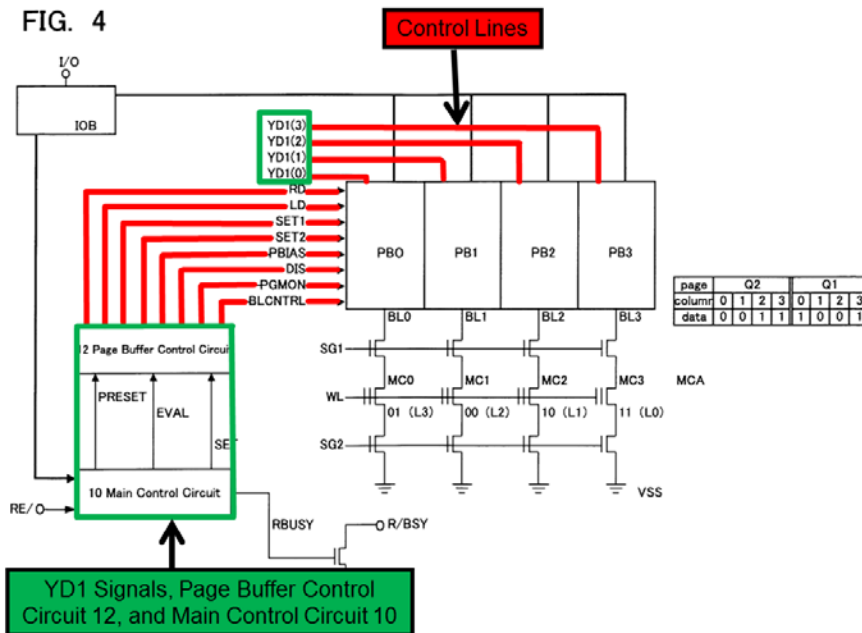 FIG. 4
Control Lines
I/O
IOB
YD1(3)
YD1(2)
YD1(1)
YD1(0)
RD
LD
SET1
SET2
PBIAS
DIS
PGMON
BLCNTRL
PB0 PB1 PB2 PB3
page Q2 Q1
column 0 1 2 3 0 1 2 3
data 0 0 1 1 1 0 0 1
BL0 BL1 BL2 BL3
SG1
12 Page Buffer Control Circuit
MC0 MC1 MC2 MC3 MCA
WL
01 (L3) 00 (L2) 10 (L1) 11 (L0)
PRESET
EVAL
SET
SG2
VSS
10 Main Control Circuit
RE/
RBUSY
R/BSY
YD1 Signals, Page Buffer Control
Circuit 12, and Main Control Circuit 10